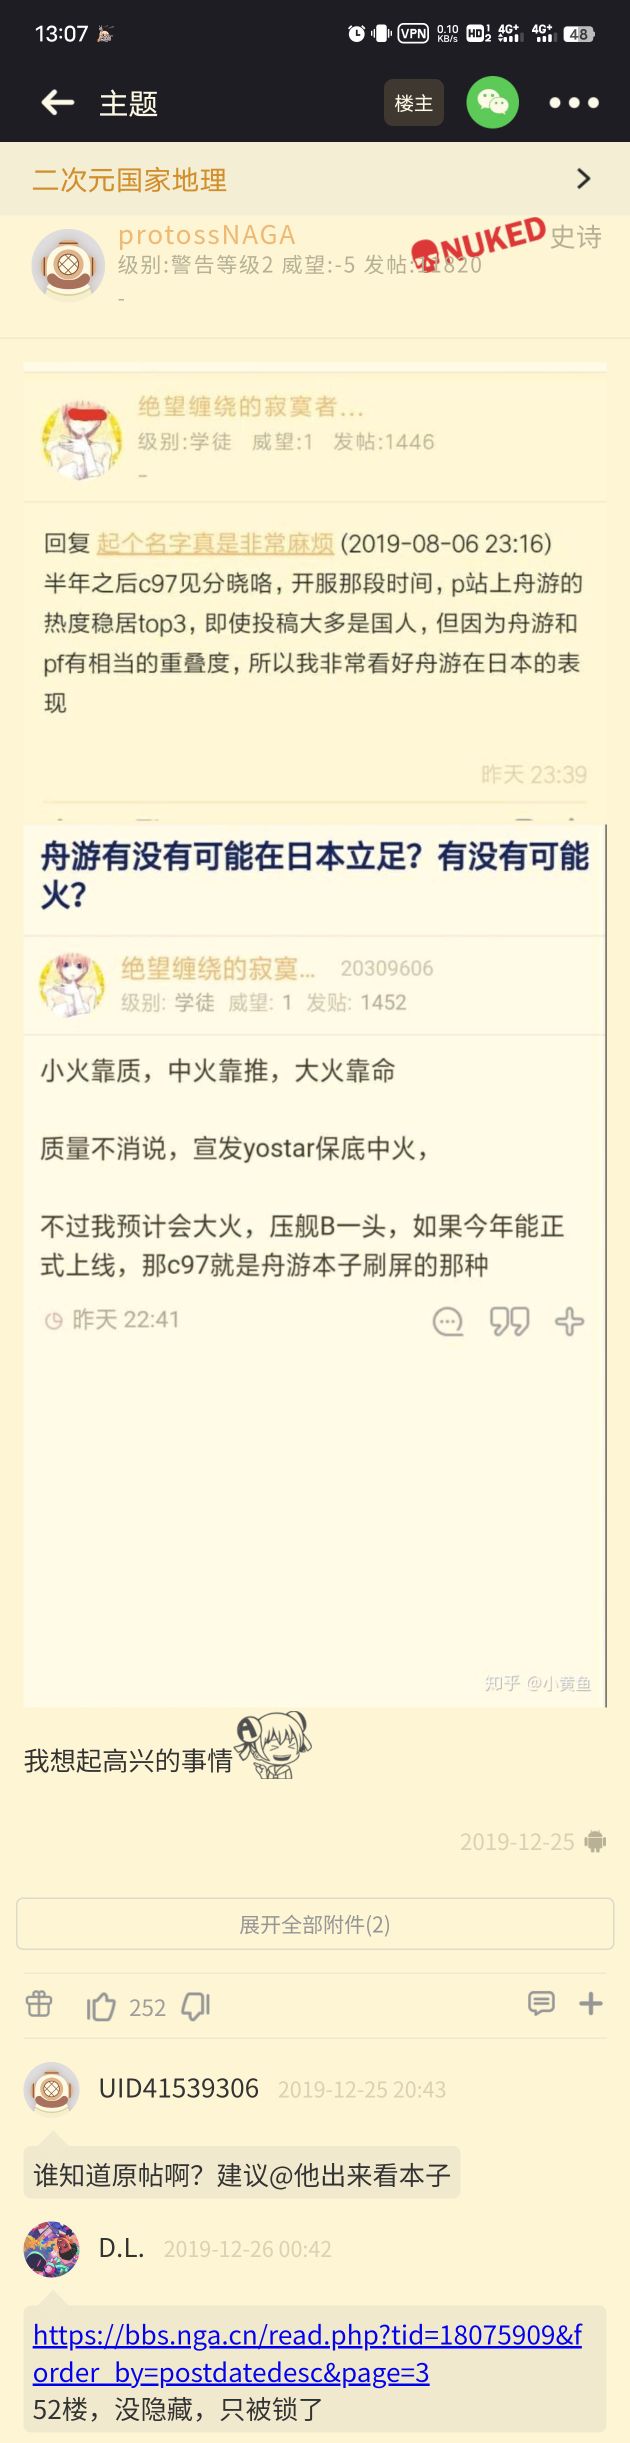 13:07
VPN
0.10
KB/s
HD 1
2
4G+
4G+
48
主题
楼主
二次元国家地理
protossNAGA
NUKED
史诗
级别:警告等级2 威望:-5 发帖:11820
-
绝望缠绕的寂寞者...
级别:学徒 威望:1 发帖:1446
-
回复 起个名字真是非常麻烦 (2019-08-06 23:16)
半年之后c97见分晓咯，开服那段时间，p站上舟游的
热度稳居top3，即使投稿大多是国人，但因为舟游和
pf有相当的重叠度，所以我非常看好舟游在日本的表
现
昨天 23:39
舟游有没有可能在日本立足？有没有可能
火？
绝望缠绕的寂寞... 20309606
级别: 学徒 威望: 1 发贴: 1452
小火靠质，中火靠推，大火靠命
质量不消说，宣发yostar保底中火，
不过我预计会大火，压舰B一头，如果今年能正
式上线，那c97就是舟游本子刷屏的那种
昨天 22:41
知乎 @小黄鱼
我想起高兴的事情
2019-12-25
展开全部附件(2)
252
UID41539306 2019-12-25 20:43
谁知道原帖啊？建议@他出来看本子
D.L. 2019-12-26 00:42
https://bbs.nga.cn/read.php?tid=18075909&f
order_by=postdatedesc&page=3
52楼，没隐藏，只被锁了